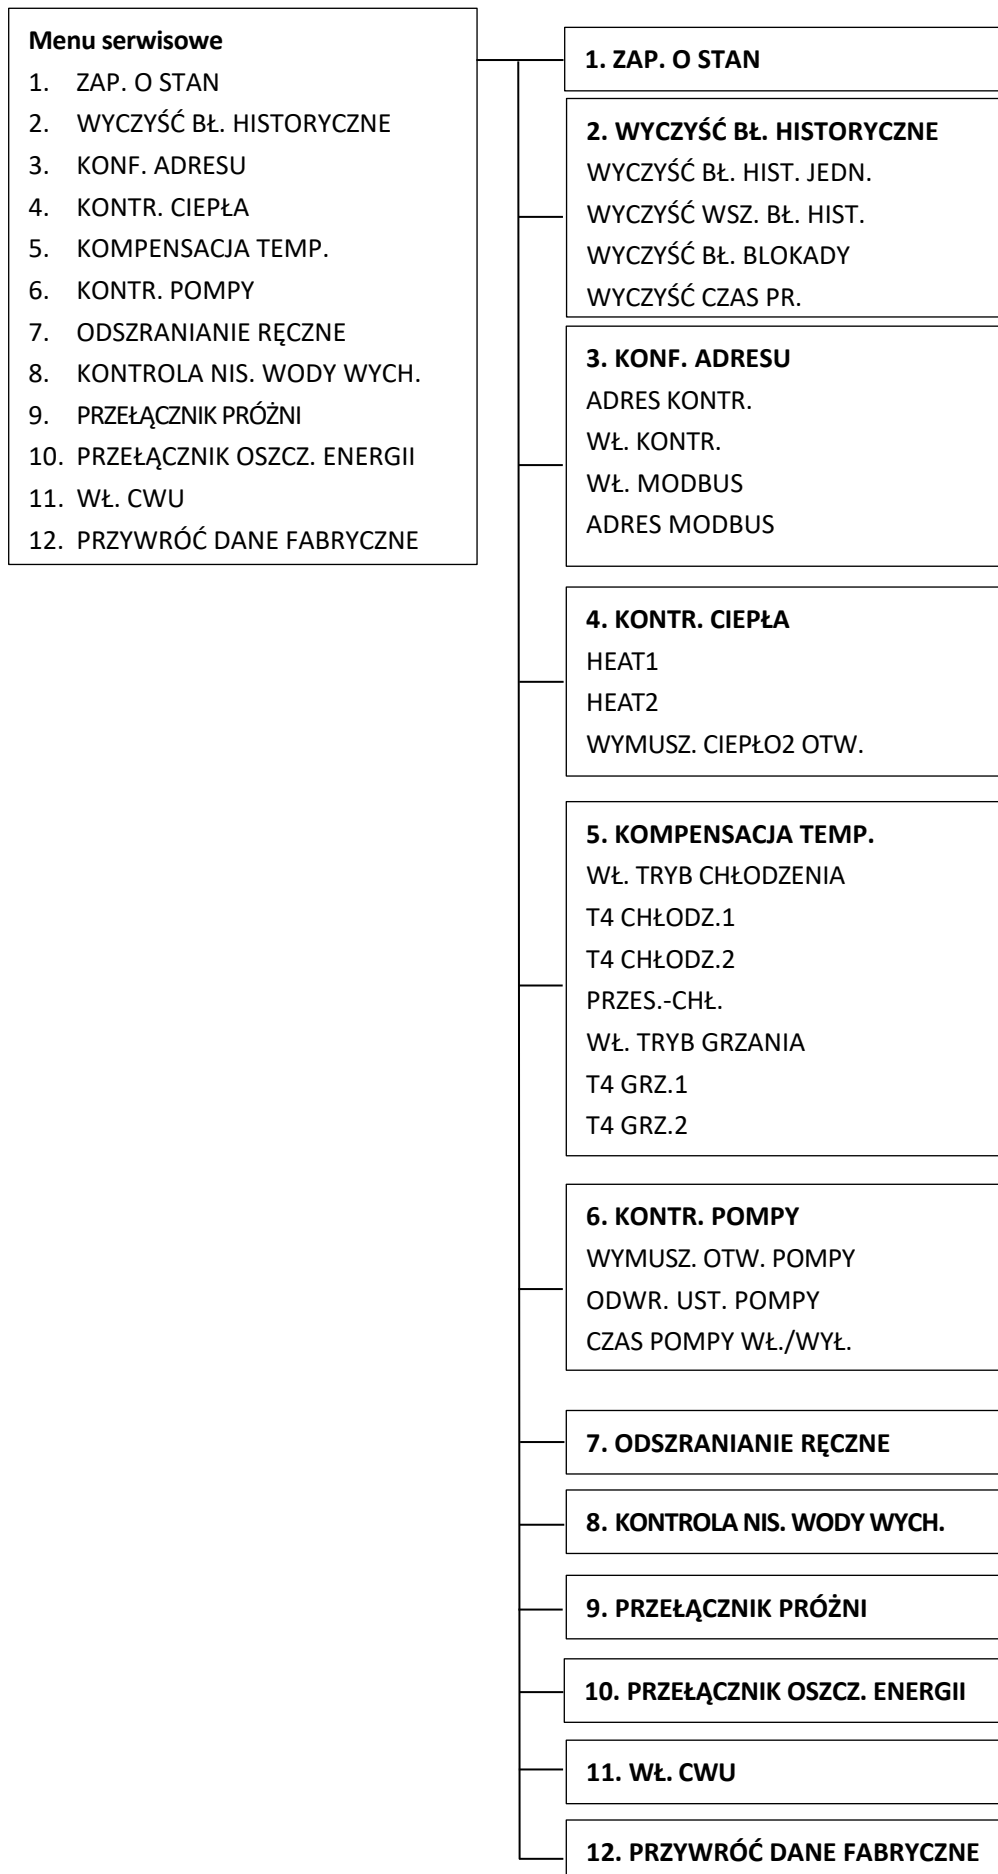 Menu serwisowe
1. ZAP. O STAN
2. WYCZYŚĆ BŁ. HISTORYCZNE
3. KONF. ADRESU
4. KONTR. CIEPŁA
5. KOMPENSACJA TEMP.
6. KONTR. POMPY
7. ODSZRANIANIE RĘCZNE
8. KONTROLA NIS. WODY WYCH.
9. PRZEŁĄCZNIK PRÓŻNI
10. PRZEŁĄCZNIK OSZCZ. ENERGII
11. WŁ. CWU
12. PRZYWRÓĆ DANE FABRYCZNE
1. ZAP. O STAN
2. WYCZYŚĆ BŁ. HISTORYCZNE
WYCZYŚĆ BŁ. HIST. JEDN.
WYCZYŚĆ WSZ. BŁ. HIST.
WYCZYŚĆ BŁ. BLOKADY
WYCZYŚĆ CZAS PR.
3. KONF. ADRESU
ADRES KONTR.
WŁ. KONTR.
WŁ. MODBUS
ADRES MODBUS
4. KONTR. CIEPŁA
HEAT1
HEAT2
WYMUSZ. CIEPŁO2 OTW.
5. KOMPENSACJA TEMP.
WŁ. TRYB CHŁODZENIA
T4 CHŁODZ.1
T4 CHŁODZ.2
PRZES.-CHŁ.
WŁ. TRYB GRZANIA
T4 GRZ.1
T4 GRZ.2
6. KONTR. POMPY
WYMUSZ. OTW. POMPY
ODWR. UST. POMPY
CZAS POMPY WŁ./WYŁ.
7. ODSZRANIANIE RĘCZNE
8. KONTROLA NIS. WODY WYCH.
9. PRZEŁĄCZNIK PRÓŻNI
10. PRZEŁĄCZNIK OSZCZ. ENERGII
11. WŁ. CWU
12. PRZYWRÓĆ DANE FABRYCZNE